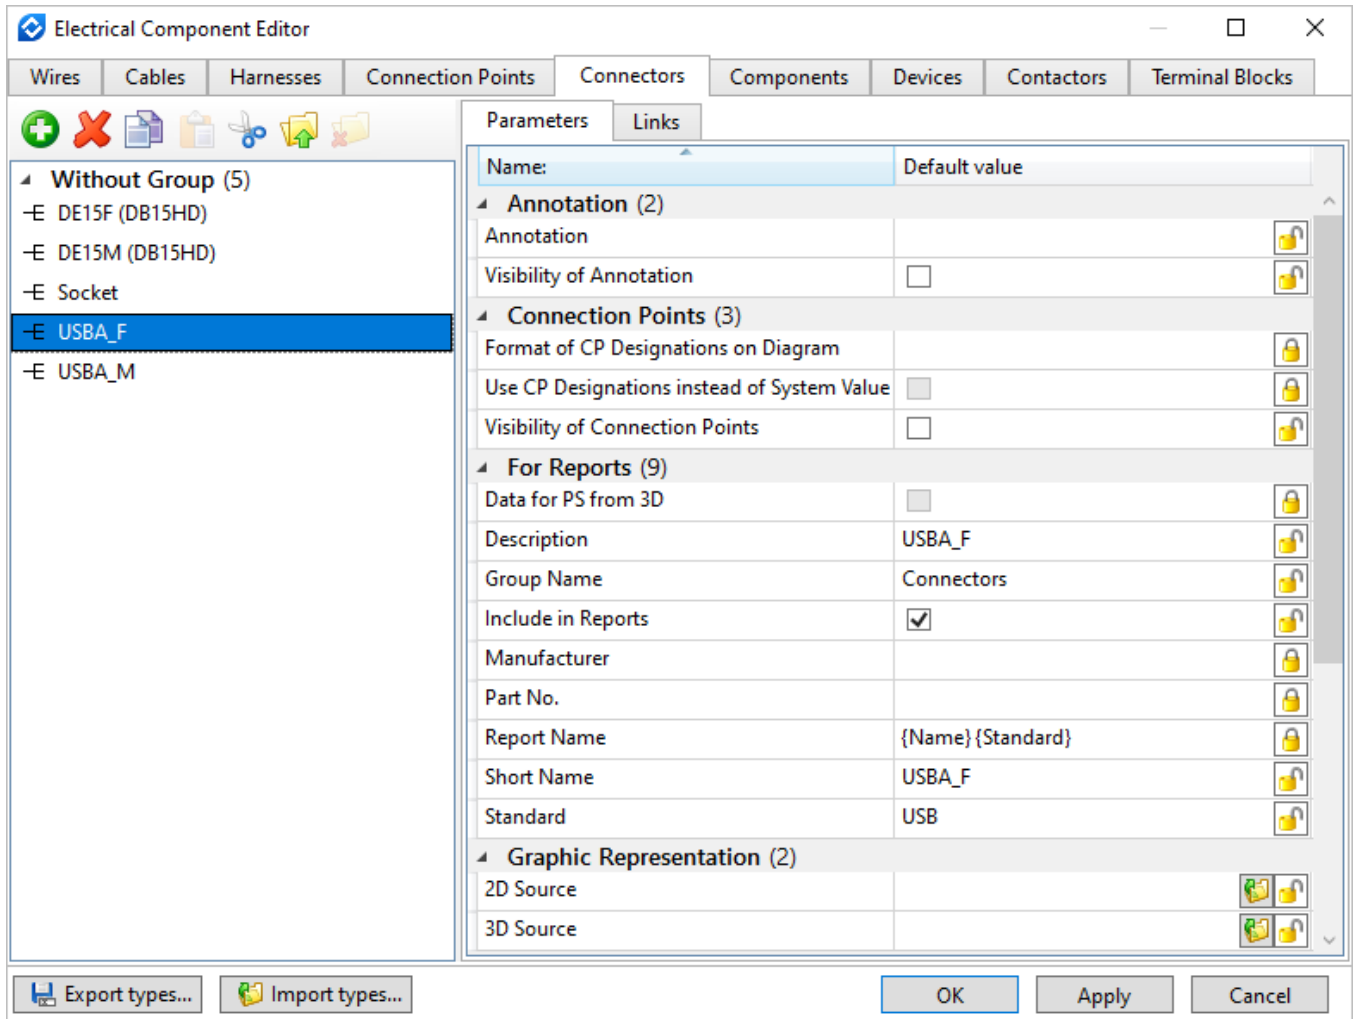 Electrical Component Editor
Wires Cables Harnesses Connection Points Connectors Components Devices Contactors Terminal Blocks
Parameters Links
Without Group (5)
DE15F (DB15HD)
DE15M (DB15HD)
Socket
USBA_F
USBA_M
Name: Default value
Annotation (2)
Annotation
Visibility of Annotation
Connection Points (3)
Format of CP Designations on Diagram
Use CP Designations instead of System Value
Visibility of Connection Points
For Reports (9)
Data for PS from 3D
Description USBA_F
Group Name Connectors
Include in Reports
Manufacturer
Part No.
Report Name {Name}{Standard}
Short Name USBA_F
Standard USB
Graphic Representation (2)
2D Source
3D Source
Export types... Import types... OK Apply Cancel